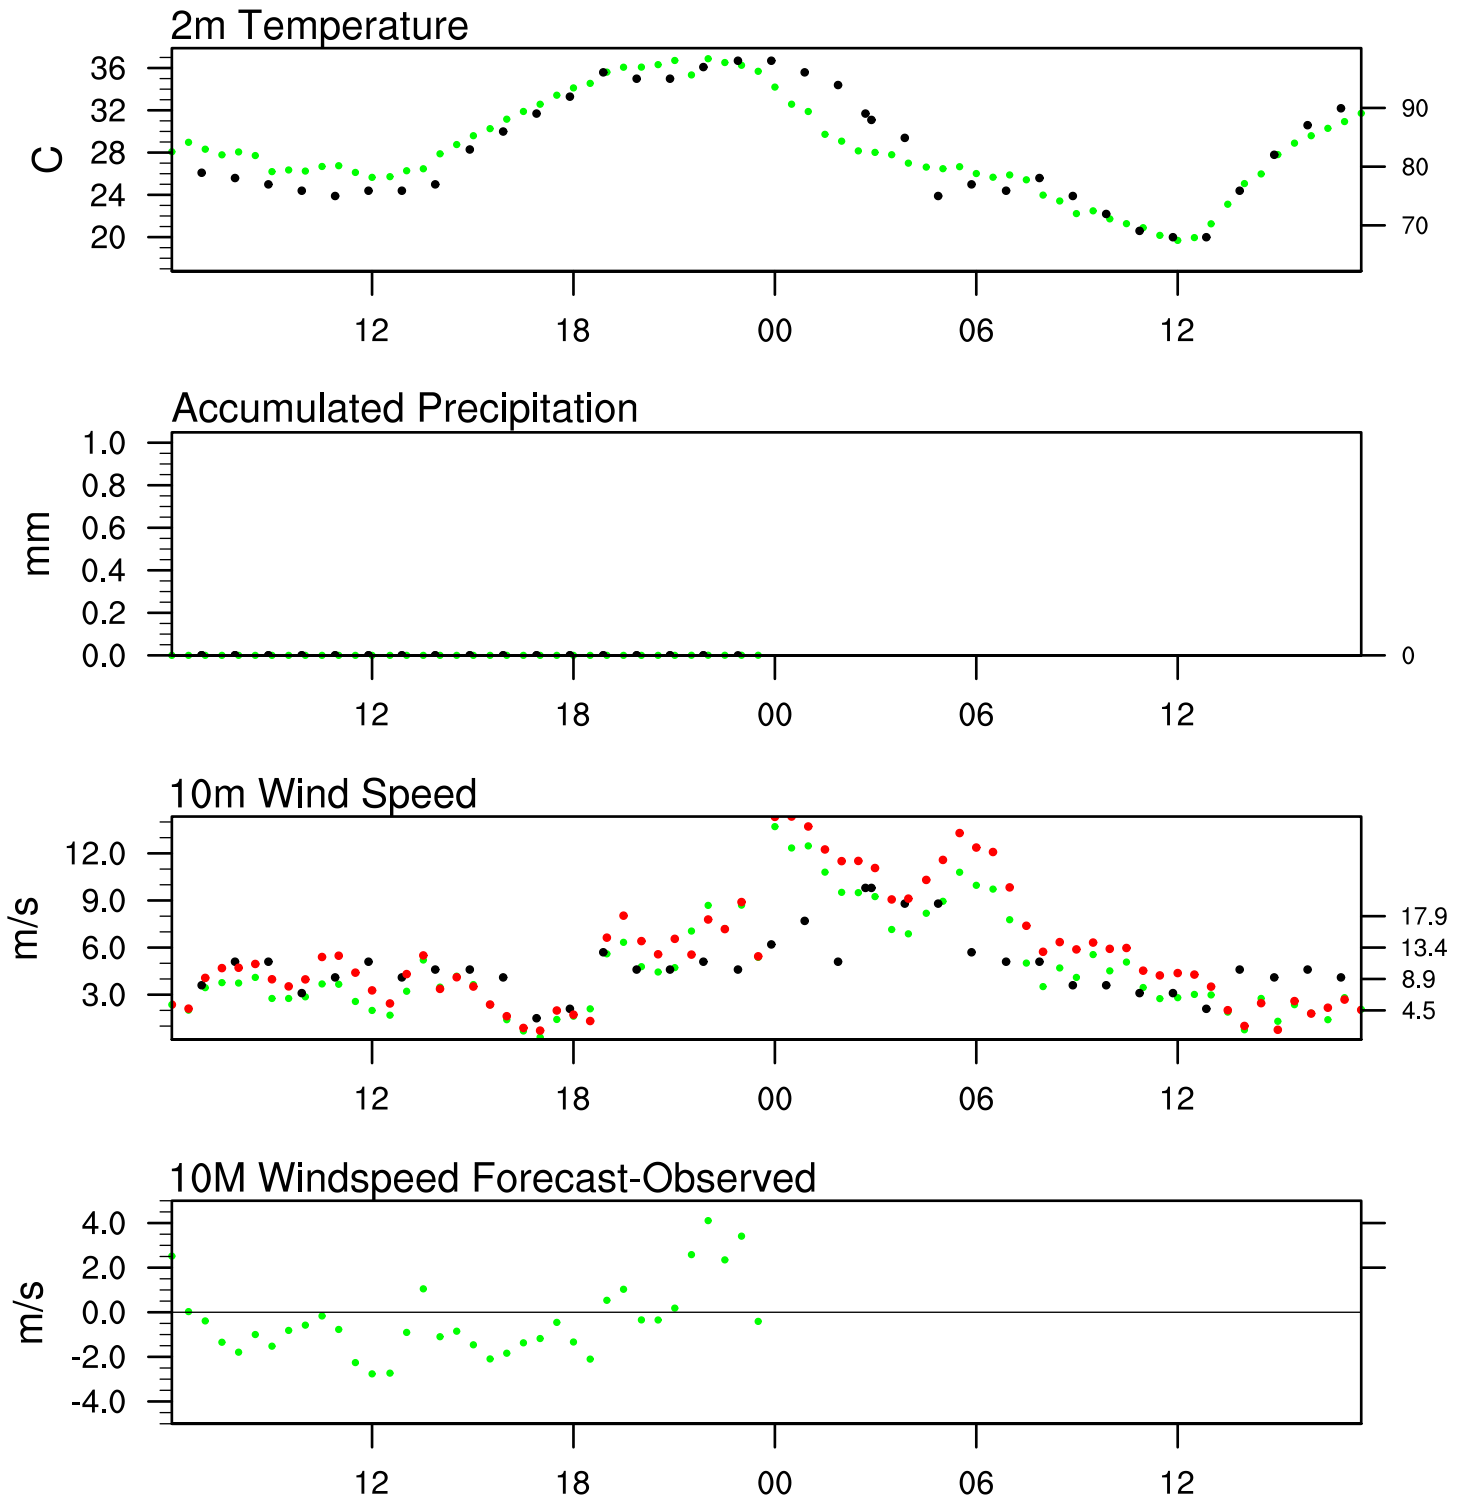 2m Temperature
36
32
28
24
20
C
90
80
70
12 18 00 06 12
Accumulated Precipitation
1.0
0.8
0.6
0.4
0.2
0.0
mm
0
12 18 00 06 12
10m Wind Speed
12.0
9.0
6.0
3.0
m/s
17.9
13.4
8.9
4.5
12 18 00 06 12
10M Windspeed Forecast-Observed
4.0
2.0
0.0
-2.0
-4.0
m/s
12 18 00 06 12